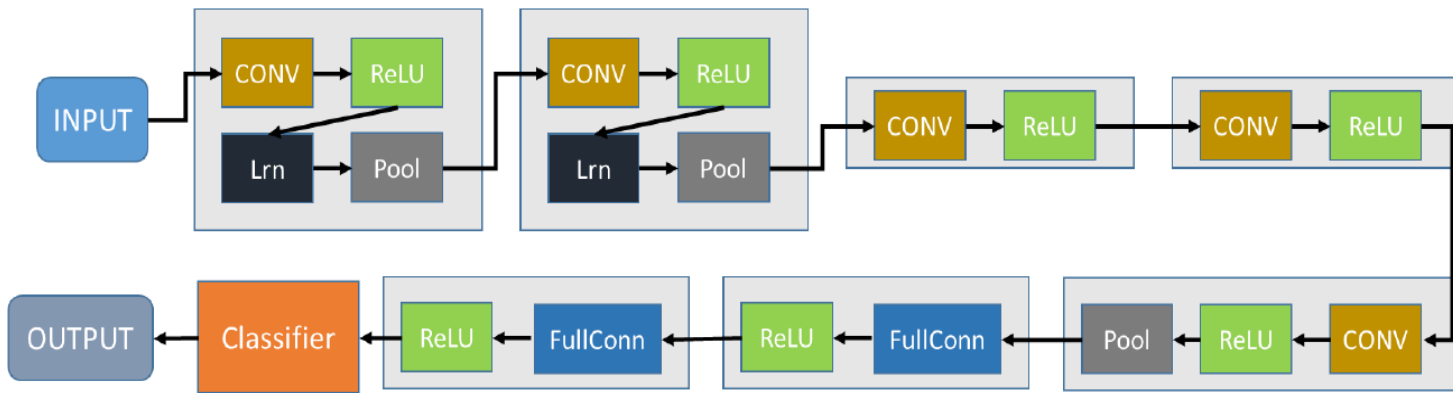 INPUT
CONV
ReLU
Lrn
Pool
CONV
ReLU
Lrn
Pool
CONV
ReLU
CONV
ReLU
CONV
ReLU
Pool
FullConn
ReLU
FullConn
ReLU
Classifier
OUTPUT